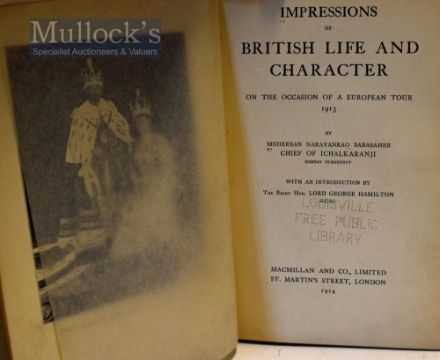 Mullock's
Specialist Auctioneers & Valuers
IMPRESSIONS
OF
BRITISH LIFE AND
CHARACTER
ON THE OCCASION OF A EUROPEAN TOUR
1913
BY
MEHERBAN NARAYANRAO BABASAHEB
CHIEF OF ICHALKARANJI
BOMBAY PRESIDENCY
WITH AN INTRODUCTION BY
THE RIGHT HON. LORD GEORGE HAMILTON
G.C.S.I.
LOUISVILLE
FREE PUBLIC
LIBRARY
MACMILLAN AND CO., LIMITED
ST. MARTIN'S STREET, LONDON
1914